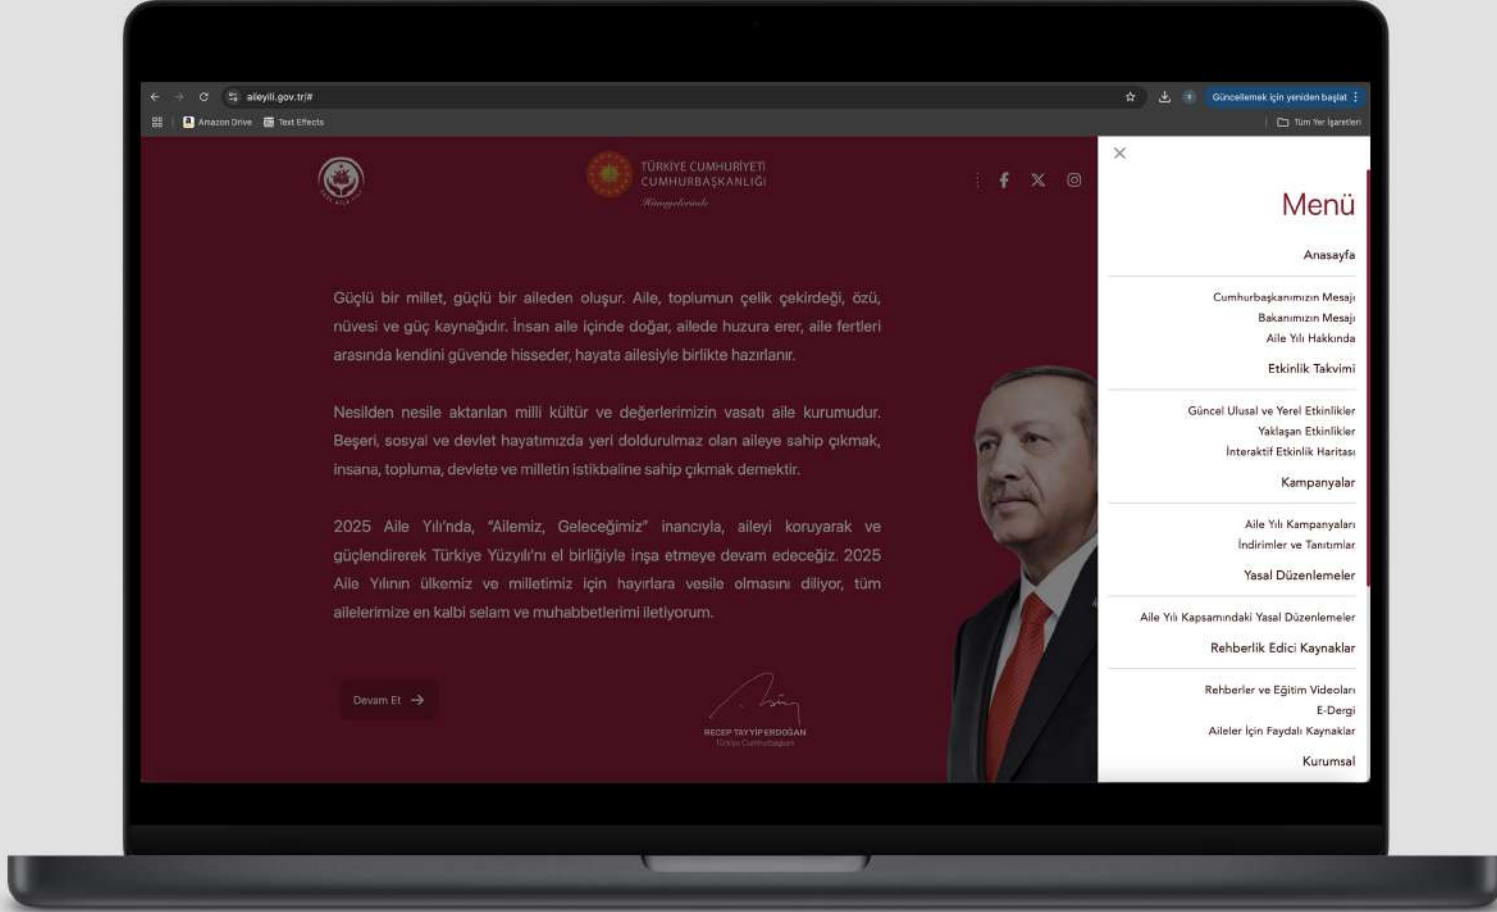 aileyili.gov.tr/#
Güncellemek için yeniden başlat
Amazon Drive
Text Effects
Tüm Yer İşaretleri
TÜRKİYE CUMHURİYETİ
CUMHURBAŞKANLIĞI
Himayelerinde
Güçlü bir millet, güçlü bir aileden oluşur. Aile, toplumun çelik çekirdeği, özü,
nüvesi ve güç kaynağıdır. İnsan aile içinde doğar, ailede huzura erer, aile fertleri
arasında kendini güvende hisseder, hayata ailesiyle birlikte hazırlanır.
Nesilden nesile aktarılan milli kültür ve değerlerimizin vasatı aile kurumudur.
Beşeri, sosyal ve devlet hayatımızda yeri doldurulmaz olan aileye sahip çıkmak,
insana, topluma, devlete ve milletin istikbaline sahip çıkmak demektir.
2025 Aile Yılı’nda, “Ailemiz, Geleceğimiz” inancıyla, aileyi koruyarak ve
güçlendirerek Türkiye Yüzyılı’nı el birliğiyle inşa etmeye devam edeceğiz. 2025
Aile Yılının ülkemiz ve milletimiz için hayırlara vesile olmasını diliyor, tüm
ailelerimize en kalbi selam ve muhabbetlerimi iletiyorum.
Devam Et
RECEP TAYYİP ERDOĞAN
Türkiye Cumhurbaşkanı
Menü
Anasayfa
Cumhurbaşkanımızın Mesajı
Bakanımızın Mesajı
Aile Yılı Hakkında
Etkinlik Takvimi
Güncel Ulusal ve Yerel Etkinlikler
Yaklaşan Etkinlikler
İnteraktif Etkinlik Haritası
Kampanyalar
Aile Yılı Kampanyaları
İndirimler ve Tanıtımlar
Yasal Düzenlemeler
Aile Yılı Kapsamındaki Yasal Düzenlemeler
Rehberlik Edici Kaynaklar
Rehberler ve Eğitim Videoları
E-Dergi
Aileler İçin Faydalı Kaynaklar
Kurumsal